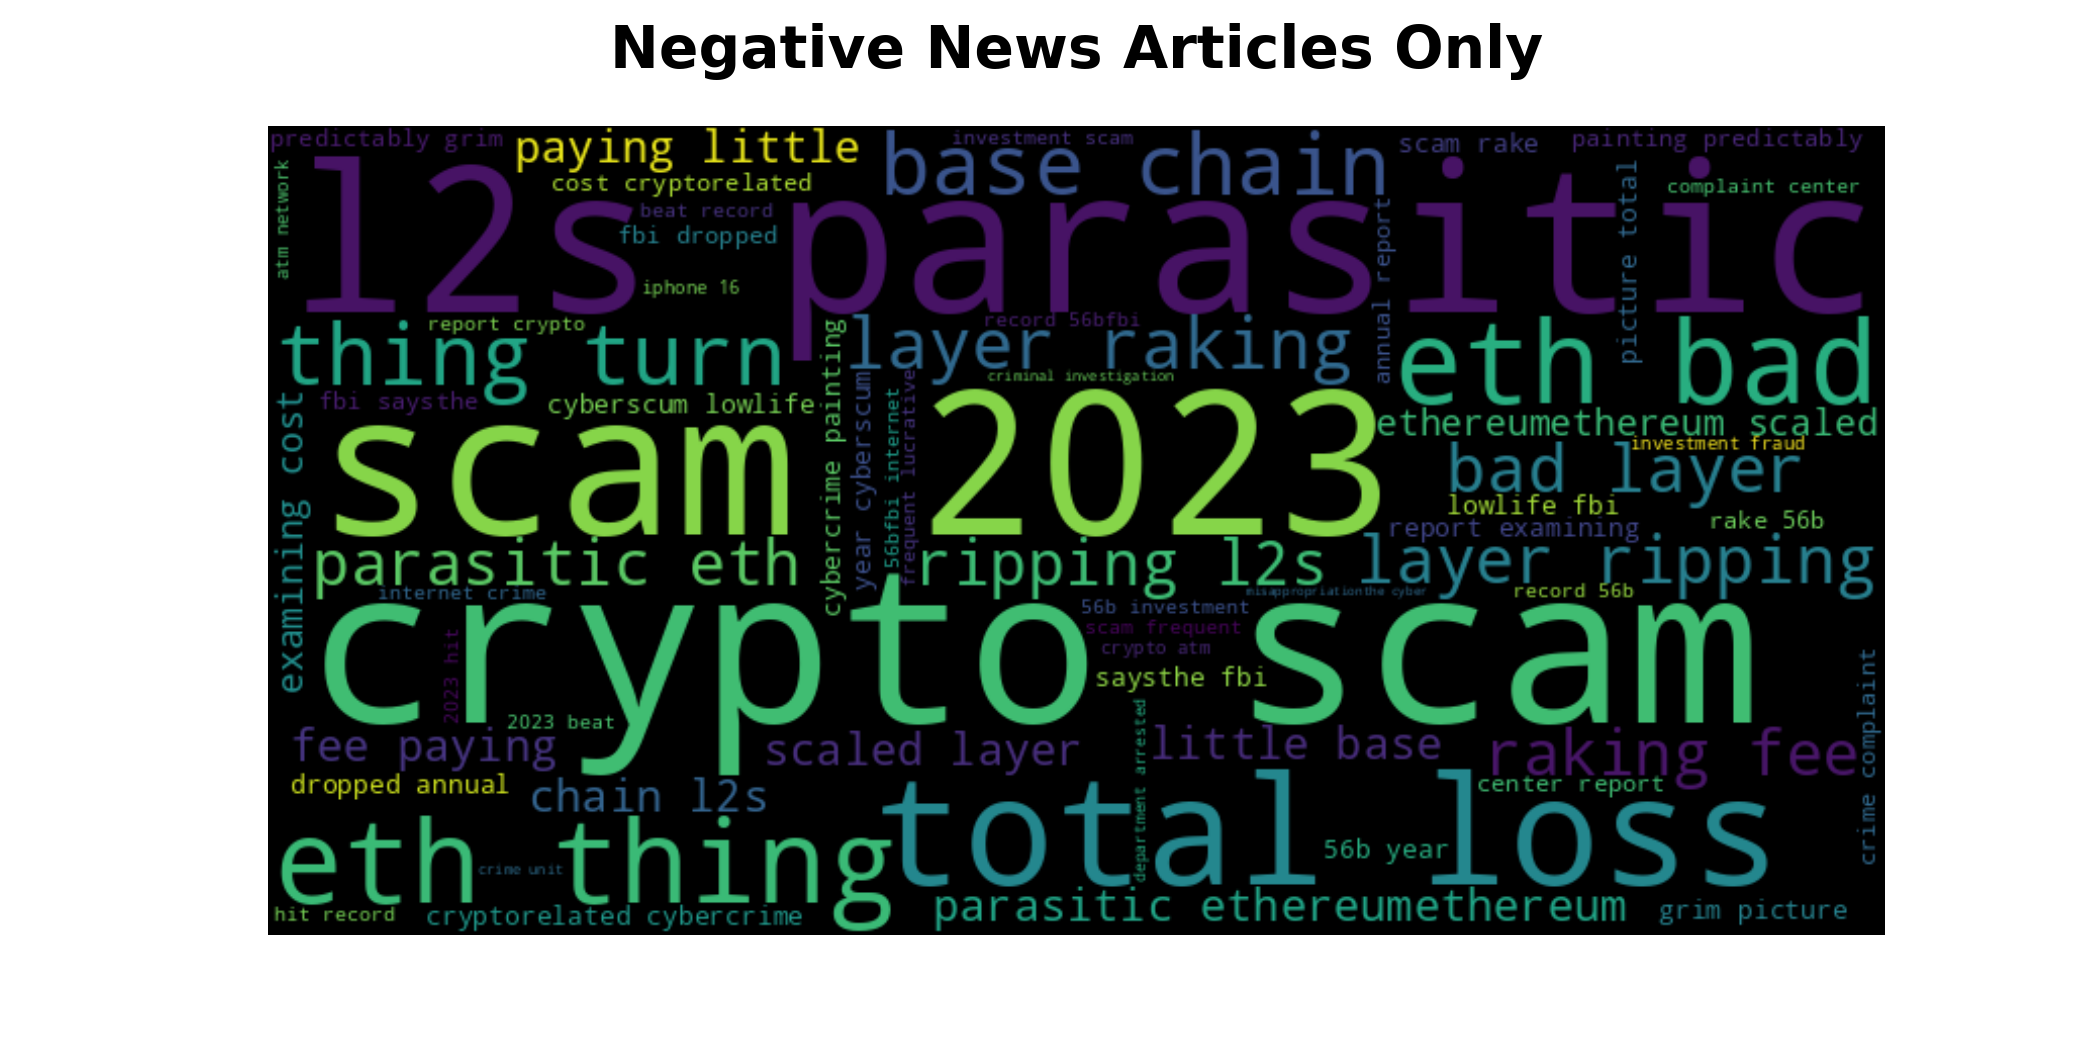 Negative News Articles Only
predictably grim
paying little
investment scam
base chain
scam rake
painting predictably
atm network
cost cryptorelated
l2s parasitic
complaint center
beat record
fbi dropped
picture total
annual report
iphone 16
report crypto
thing turn
layer raking
record 56bfbi
eth bad
criminal investigation
fbi saysthe
cyberscum lowlife
cybercrime painting
year cyberscum
56bfbi internet
frequent lucrative
examining cost
scam 2023
ethereumethereum scaled
investment fraud
bad layer
lowlife fbi
report examining
rake 56b
parasitic eth
ripping l2s
layer ripping
internet crime
misappropriationthe cyber
record 56b
56b investment
crypto scam
scam frequent
crypto atm
saysthe fbi
2023 hit
2023 beat
fee paying
scaled layer
department arrested
little base
raking fee
crime complaint
dropped annual
chain l2s
center report
total loss
eth thing
crime unit
56b year
hit record
cryptorelated cybercrime
parasitic ethereumethereum
grim picture